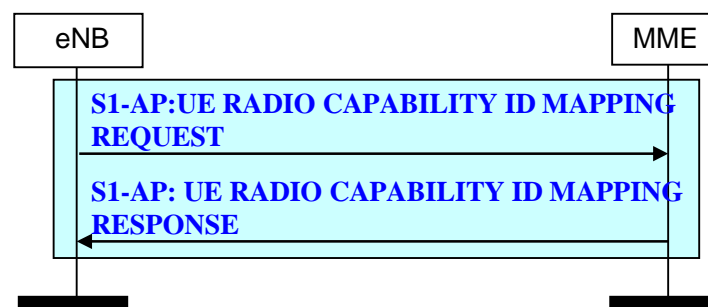 eNB
MME
S1-AP:UE RADIO CAPABILITY ID MAPPING
REQUEST
S1-AP: UE RADIO CAPABILITY ID MAPPING
RESPONSE